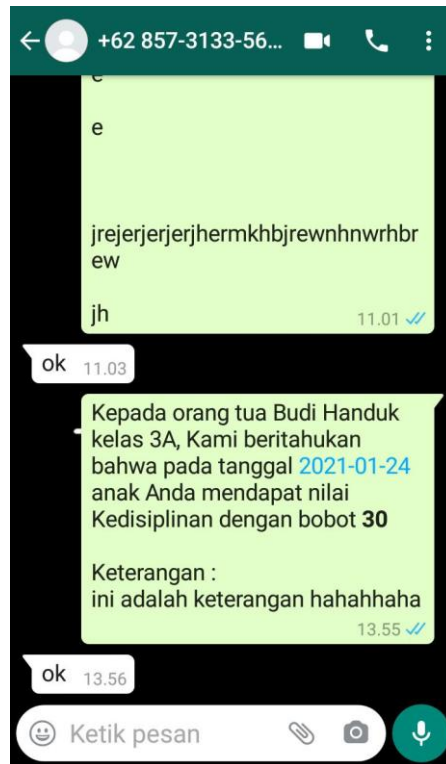 +62 857-3133-56...
e
jrejerjerjerjhermkhbjrewnhnwrhbr
ew
jh
11.01
ok 11.03
Kepada orang tua Budi Handuk
kelas 3A, Kami beritahukan
bahwa pada tanggal 2021-01-24
anak Anda mendapat nilai
Kedisiplinan dengan bobot 30
Keterangan :
ini adalah keterangan hahahhaha
13.55
ok 13.56
Ketik pesan